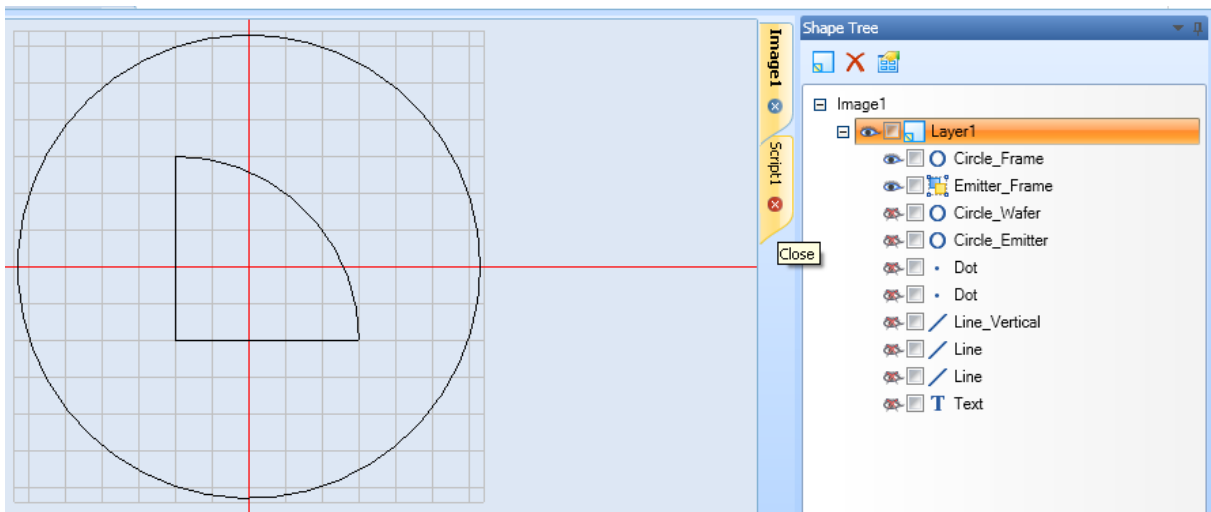 Image1
Script1
Close
Shape Tree
Image1
Layer1
Circle_Frame
Emitter_Frame
Circle_Wafer
Circle_Emitter
Dot
Dot
Line_Vertical
Line
Line
T Text